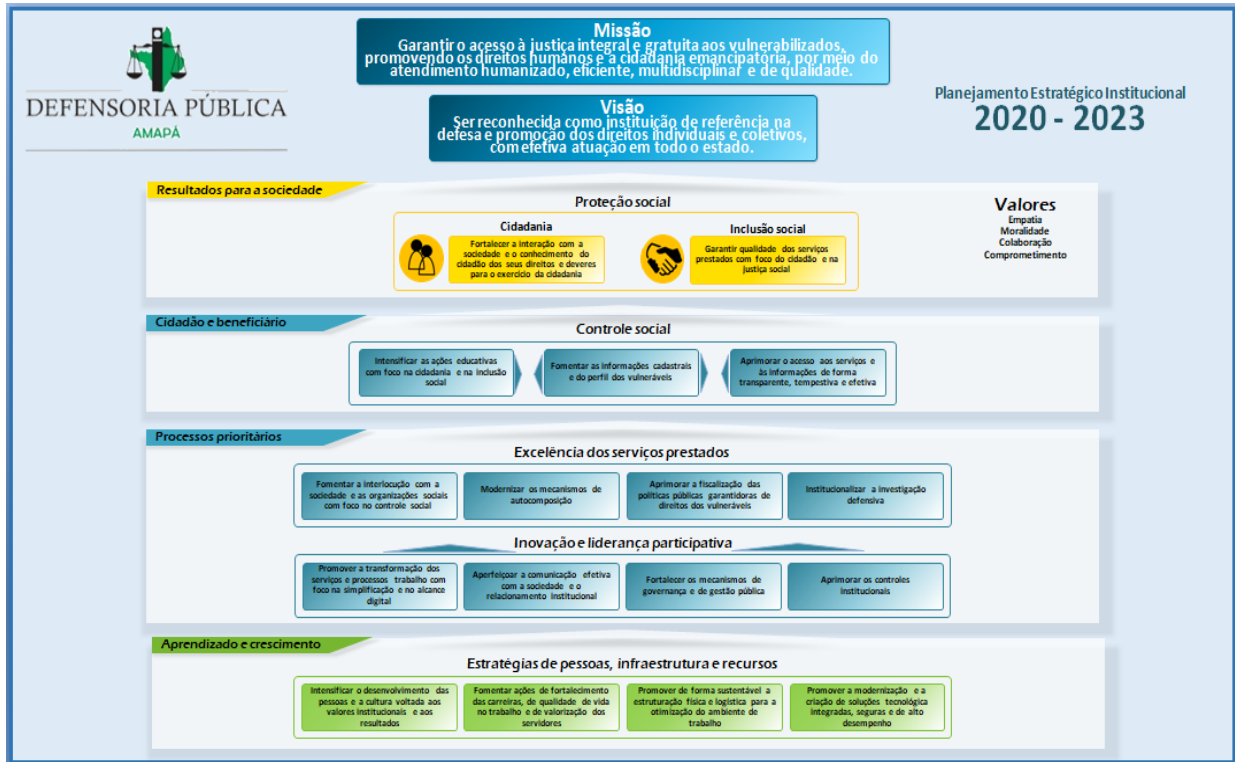 Missão
Garantir o acesso à justiça integral e gratuita aos vulnerabilizados,
promovendo os direitos humanos e a cidadania emancipatória, por meio do
atendimento humanizado, eficiente, multidisciplinar e de qualidade.
DEFENSORIA PÚBLICA
AMAPÁ
Visão
Ser reconhecida como instituição de referência na
defesa e promoção dos direitos individuais e coletivos,
com efetiva atuação em todo o estado.
Planejamento Estratégico Institucional
2020 - 2023
Resultados para a sociedade
Proteção social
Cidadania
Fortalecer a interação com a
sociedade e o conhecimento do
cidadão dos seus direitos e deveres
para o exercício da cidadania
Inclusão social
Garantir qualidade dos serviços
prestados com foco do cidadão e na
justiça social
Valores
Empatia
Moralidade
Colaboração
Comprometimento
Cidadão e beneficiário
Controle social
Intensificar as ações educativas
com foco na cidadania e na inclusão
social
Fomentar as informações cadastrais
e do perfil dos vulneráveis
Aprimorar o acesso aos serviços e
às informações de forma
transparente, tempestiva e efetiva
Processos prioritários
Excelência dos serviços prestados
Fomentar a interlocução com a
sociedade e as organizações sociais
com foco no controle social
Modernizar os mecanismos de
autocomposição
Aprimorar a fiscalização das
políticas públicas garantidoras de
direitos dos vulneráveis
Institucionalizar a investigação
defensiva
Inovação e liderança participativa
Promover a transformação dos
serviços e processos trabalho com
foco na simplificação e no alcance
digital
Aperfeiçoar a comunicação efetiva
com a sociedade e o
relacionamento institucional
Fortalecer os mecanismos de
governança e de gestão pública
Aprimorar os controles
institucionais
Aprendizado e crescimento
Estratégias de pessoas, infraestrutura e recursos
Intensificar o desenvolvimento das
pessoas e a cultura voltada aos
valores institucionais e aos
resultados
Fomentar ações de fortalecimento
das carreiras, de qualidade de vida
no trabalho e de valorização dos
servidores
Promover de forma sustentável a
estruturação física e logística para a
otimização do ambiente de
trabalho
Promover a modernização e a
criação de soluções tecnológica
integradas, seguras e de alto
desempenho